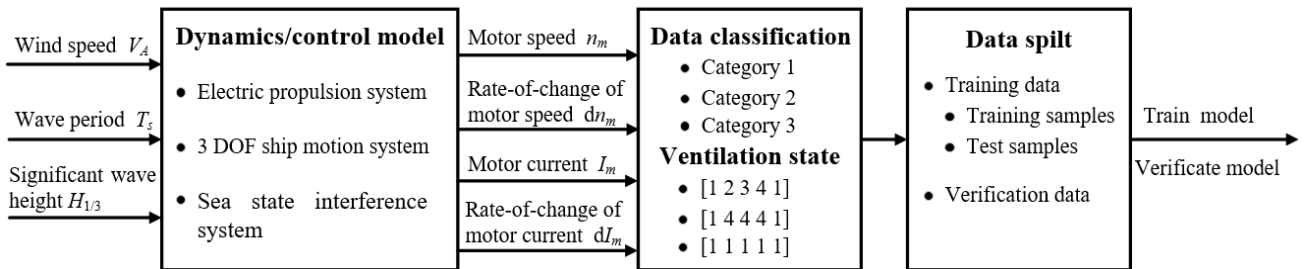 Wind speed V_A
Wave period T_s
Significant wave
height H_{1/3}
Dynamics/control model
• Electric propulsion system
• 3 DOF ship motion system
• Sea state interference
system
Motor speed n_m
Rate-of-change of
motor speed dn_m
Motor current I_m
Rate-of-change of
motor current dI_m
Data classification
• Category 1
• Category 2
• Category 3
Ventilation state
• [1 2 3 4 1]
• [1 4 4 4 1]
• [1 1 1 1 1]
Data spilt
• Training data
• Training samples
• Test samples
• Verification data
Train model
Verificate model